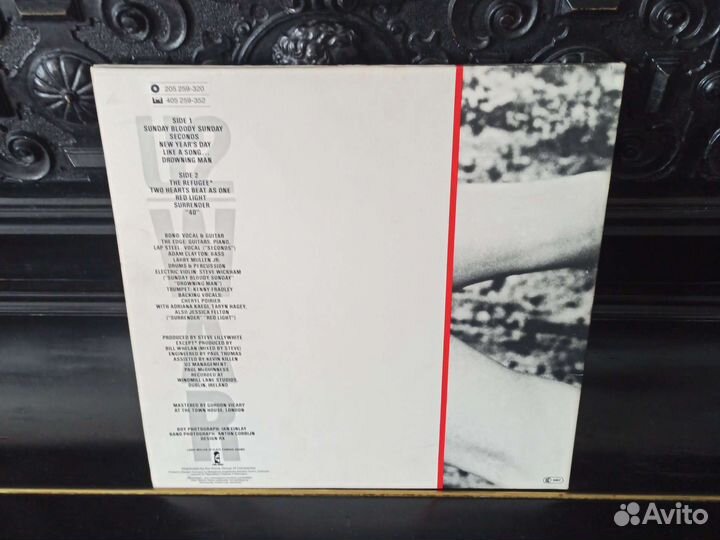 205 259-320
405 259-352
U2
WAR
SIDE 1
SUNDAY BLOODY SUNDAY
SECONDS
NEW YEAR'S DAY
LIKE A SONG...
DROWNING MAN
SIDE 2
THE REFUGEE*
TWO HEARTS BEAT AS ONE
RED LIGHT
SURRENDER
"40"
BONO: VOCAL & GUITAR
THE EDGE: GUITARS, PIANO,
LAP STEEL, VOCAL ("SECONDS")
ADAM CLAYTON: BASS
LARRY MULLEN JR.:
DRUMS & PERCUSSION
ELECTRIC VIOLIN: STEVE WICKHAM
("SUNDAY BLOODY SUNDAY"
"DROWNING MAN")
TRUMPET: KENNY FRADLEY
BACKING VOCALS:
CHERYL POIRIER
WITH ADRIANA KAEGI, TARYN HAGEY,
ALSO JESSICA FELTON
("SURRENDER" "RED LIGHT")
PRODUCED BY STEVE LILLYWHITE
EXCEPT* PRODUCED BY
BILL WHELAN (MIXED BY STEVE)
ENGINEERED BY PAUL THOMAS
ASSISTED BY KEVIN KILLEN
U2 MANAGEMENT:
PAUL McGUINNESS
RECORDED AT
WINDMILL LANE STUDIOS,
DUBLIN, IRELAND
MASTERED BY GORDON VICARY
AT THE TOWN HOUSE, LONDON
BOY PHOTOGRAPH: IAN FINLAY
BAND PHOTOGRAPH: ANTON CORBIJN
DESIGN RX
Avito